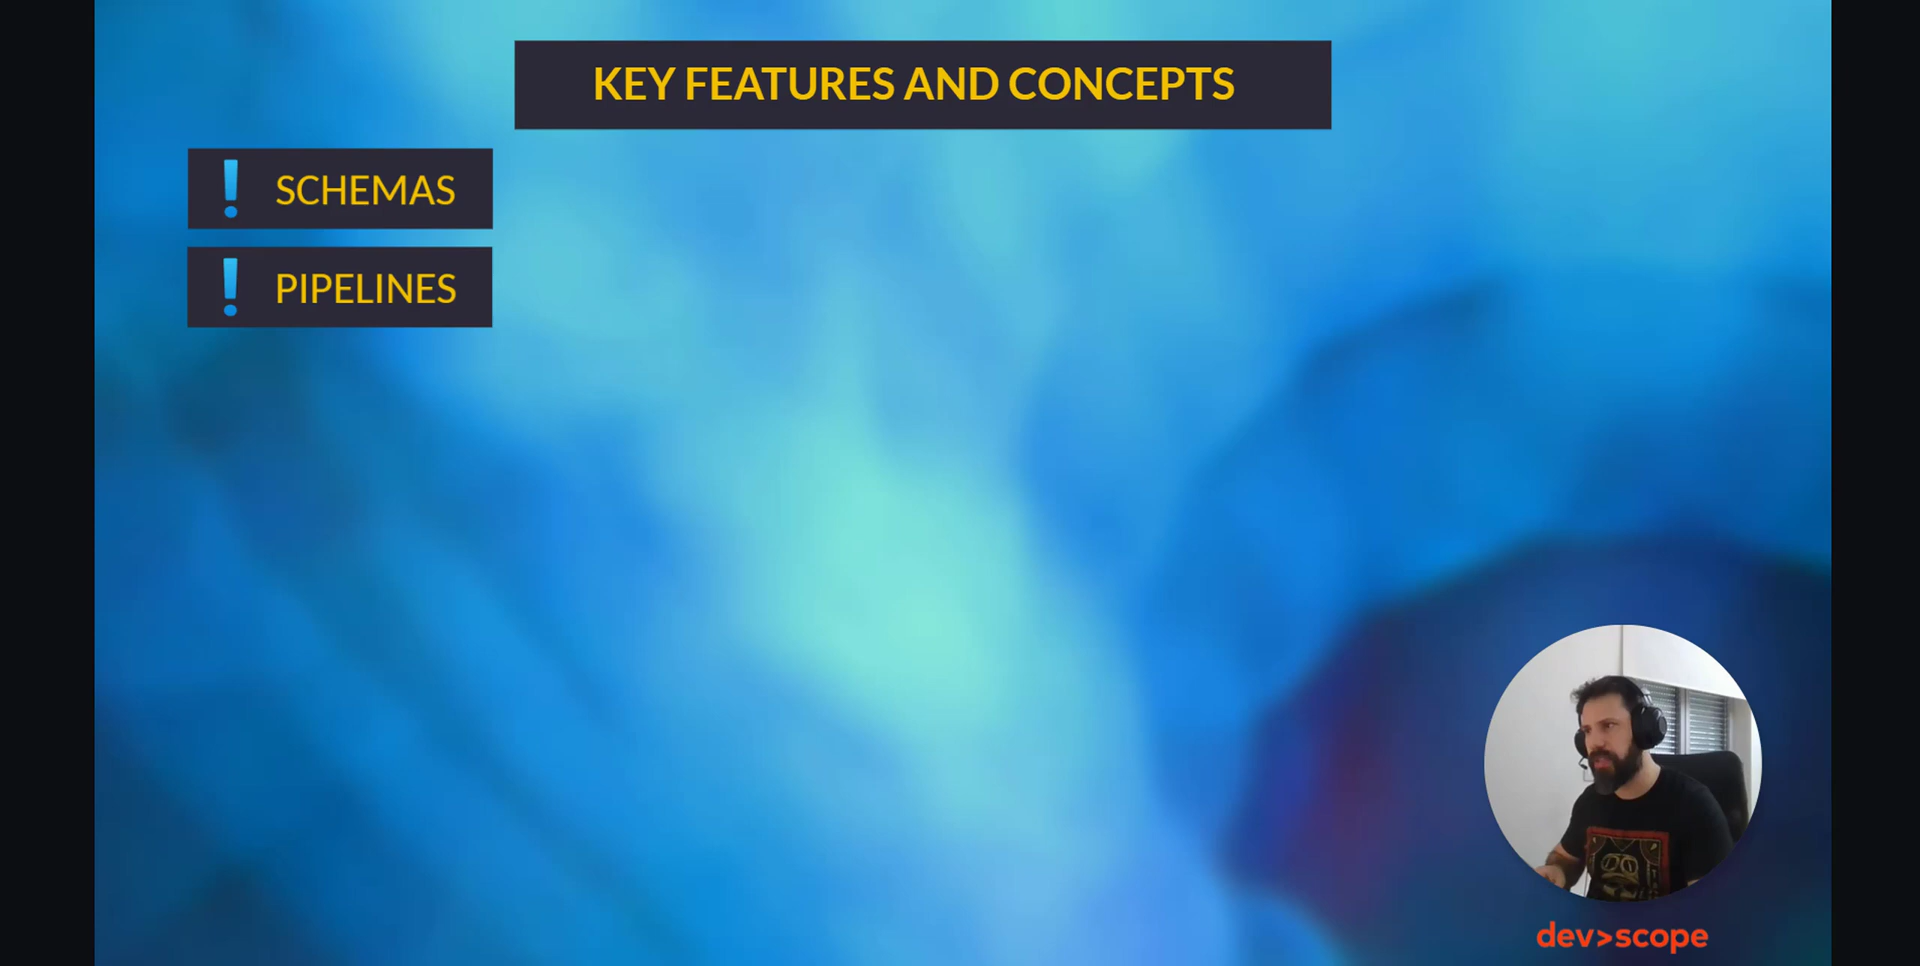 KEY FEATURES AND CONCEPTS
❗ SCHEMAS
❗ PIPELINES
dev>scope